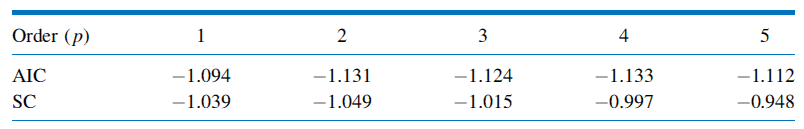 Order (p) 1 2 3 4 5
AIC −1.094 −1.131 −1.124 −1.133 −1.112
SC −1.039 −1.049 −1.015 −0.997 −0.948